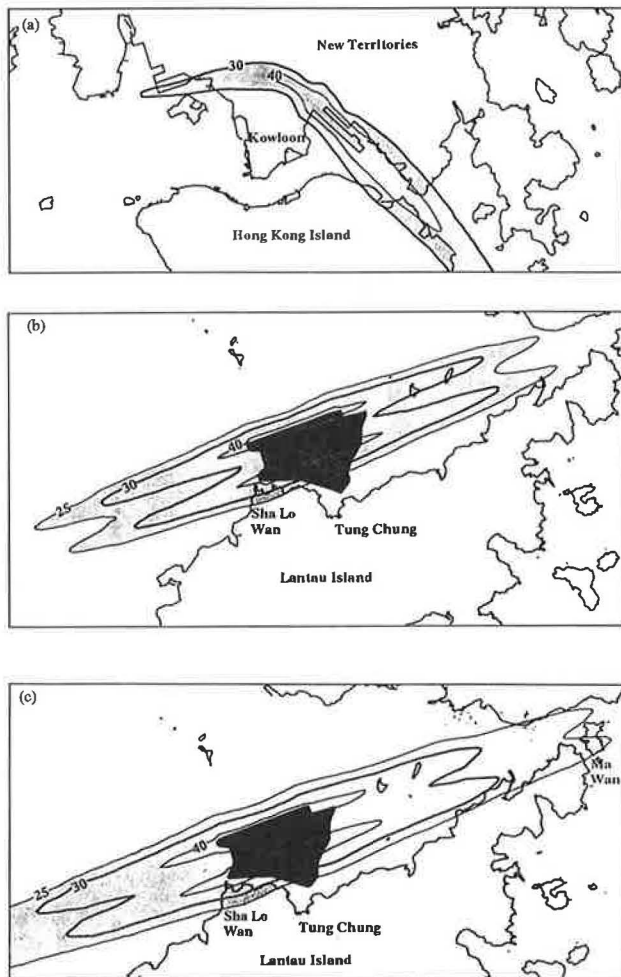 (a)
New Territories
30
40
Kowloon
Hong Kong Island
(b)
40
30
25
Sha Lo
Wan
Tung Chung
Lantau Island
(c)
Ma
Wan
40
30
25
Sha Lo
Wan
Tung Chung
Lantau Island